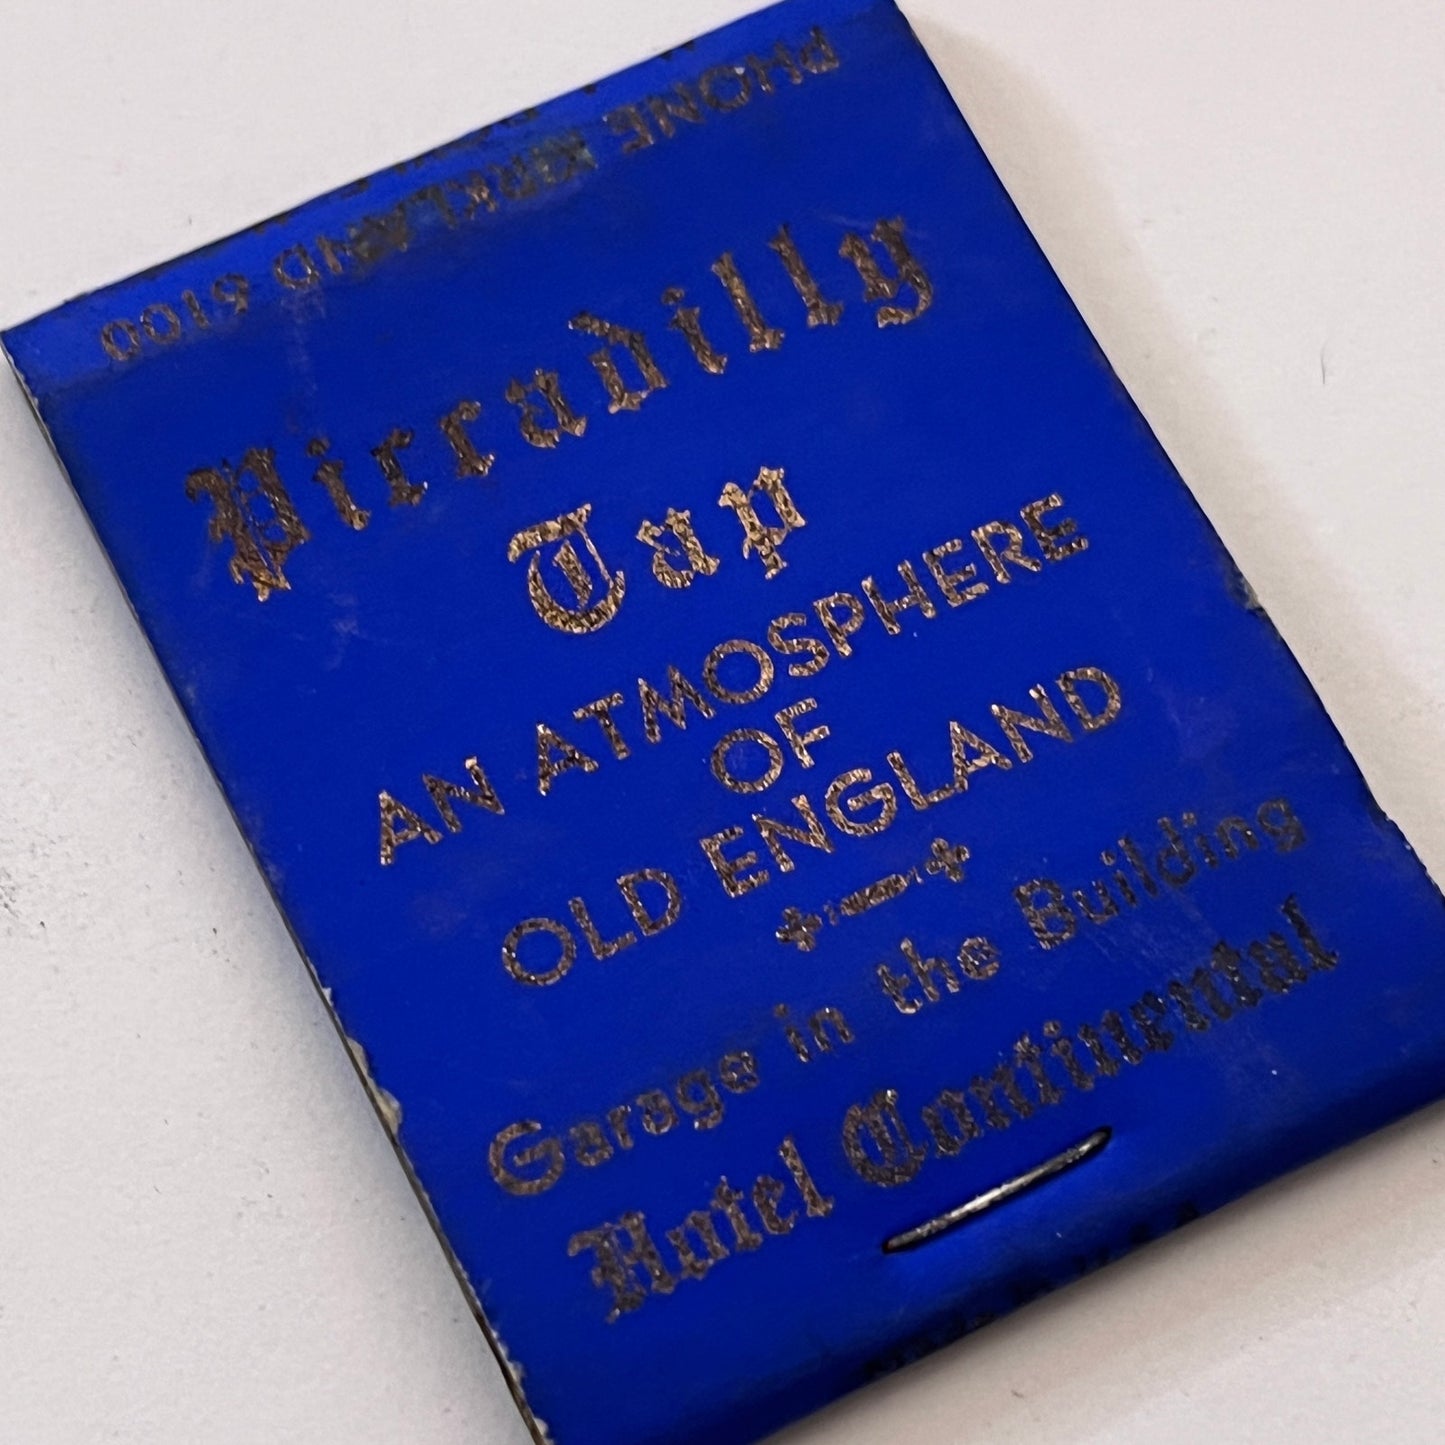 PHONE KIRKLAND 6100
Piccadilly
Tap
AN ATMOSPHERE
OF
OLD ENGLAND
Garage in the Building
Hotel Continental